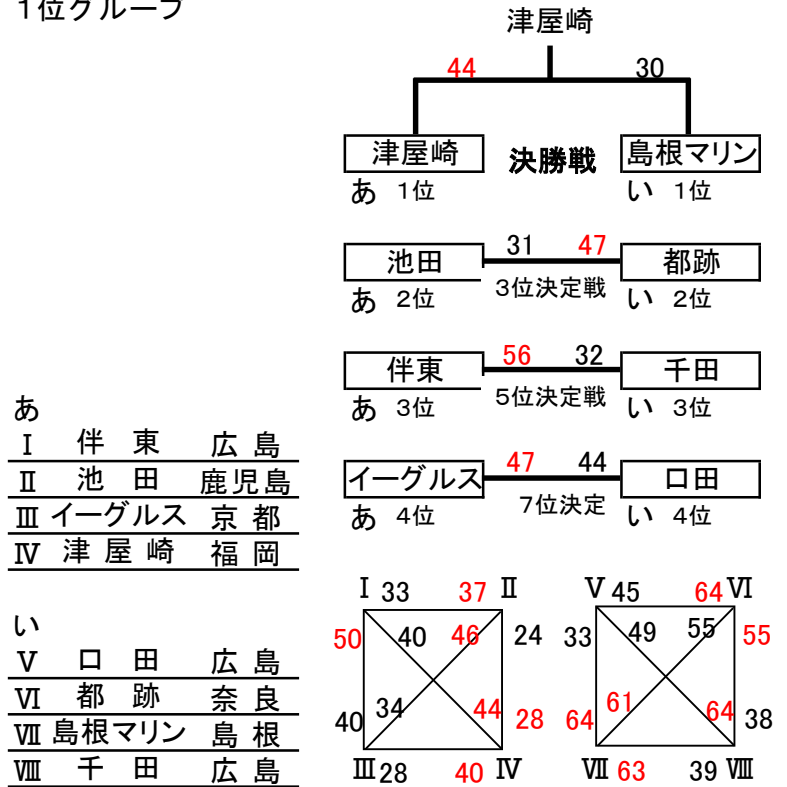 1位グループ
津屋崎
44 30
津屋崎 決勝戦 島根マリン
あ 1位 い 1位
池田 31 47 都跡
あ 2位 3位決定戦 い 2位
伴東 56 32 千田
あ 3位 5位決定戦 い 3位
イーグルス 47 44 口田
あ 4位 7位決定 い 4位
あ
Ⅰ 伴 東 広 島
Ⅱ 池 田 鹿児島
Ⅲ イーグルス 京 都
Ⅳ 津 屋 崎 福 岡
い
Ⅴ 口 田 広 島
Ⅵ 都 跡 奈 良
Ⅶ 島根マリン 島 根
Ⅷ 千 田 広 島
Ⅰ 33 37 Ⅱ
50 40 46 24
40 34 44 28
Ⅲ 28 40 Ⅳ
Ⅴ 45 64 Ⅵ
33 49 55 55
64 61 64 38
Ⅶ 63 39 Ⅷ